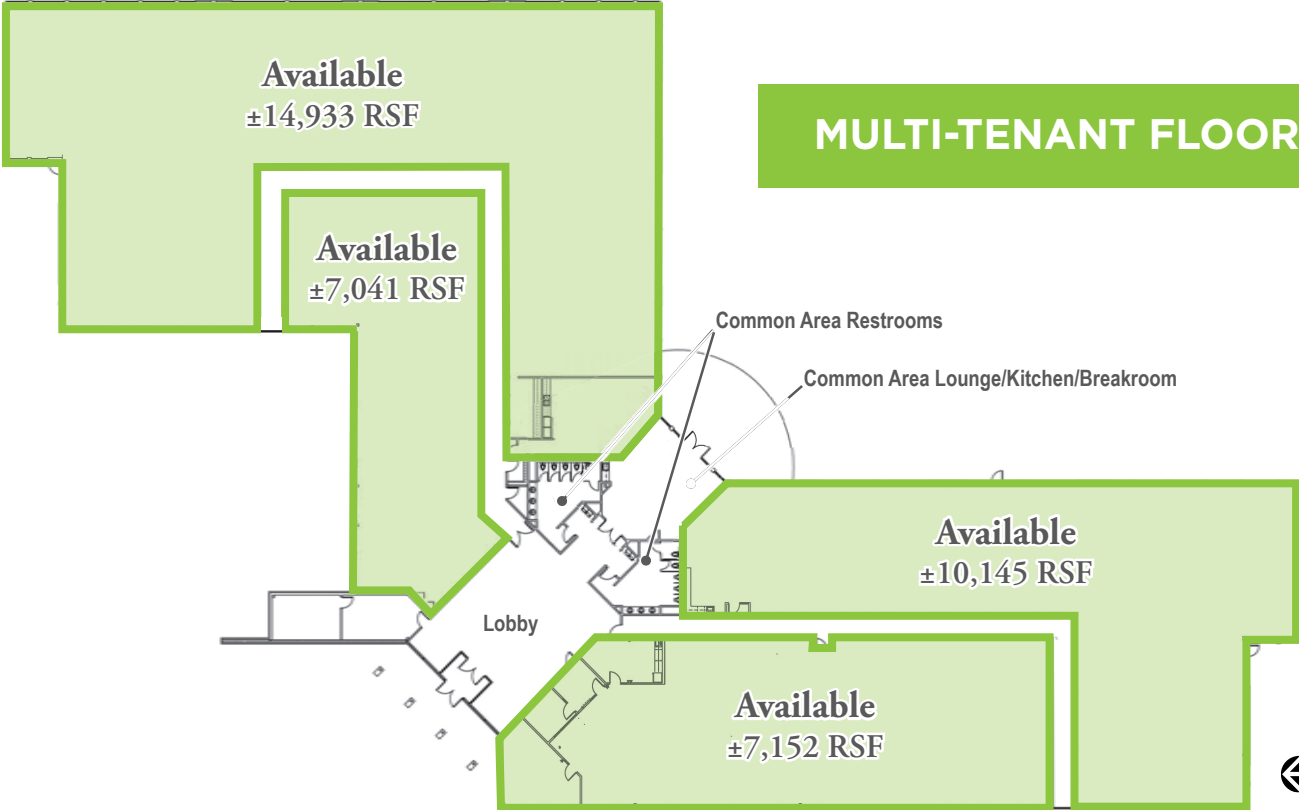 Available
±14,933 RSF
MULTI-TENANT FLOOR
Available
±7,041 RSF
Common Area Restrooms
Common Area Lounge/Kitchen/Breakroom
Available
±10,145 RSF
Lobby
Available
±7,152 RSF